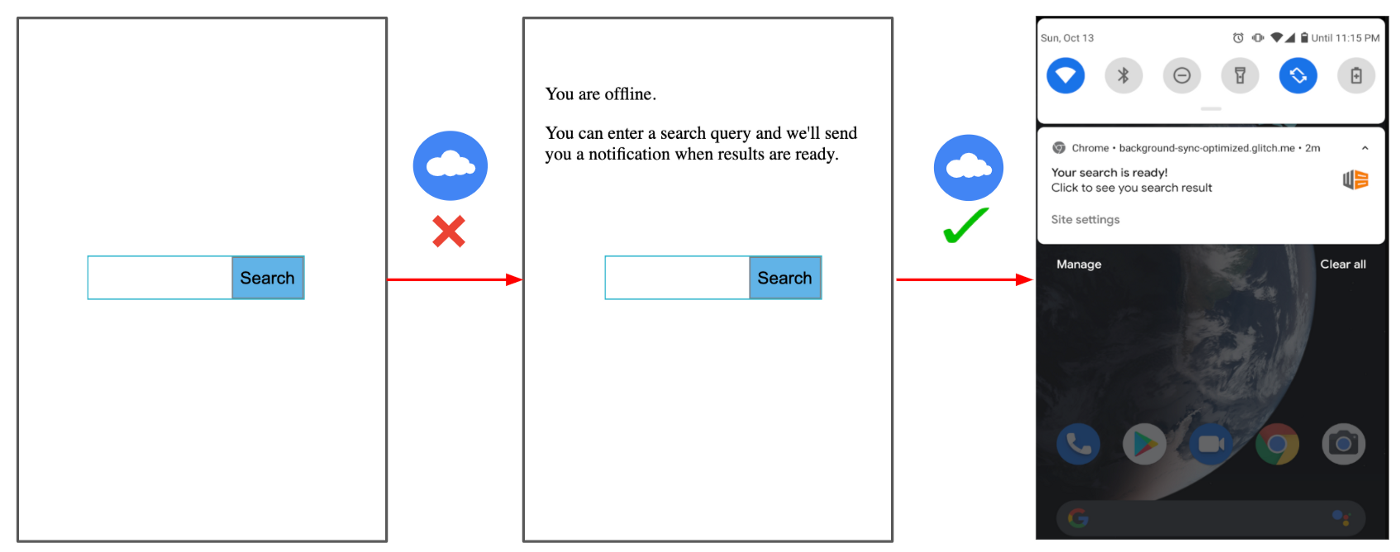 Search
You are offline.
You can enter a search query and we'll send
you a notification when results are ready.
Search
Sun, Oct 13
Until 11:15 PM
Chrome • background-sync-optimized.glitch.me • 2m
Your search is ready!
Click to see you search result
Site settings
Manage
Clear all